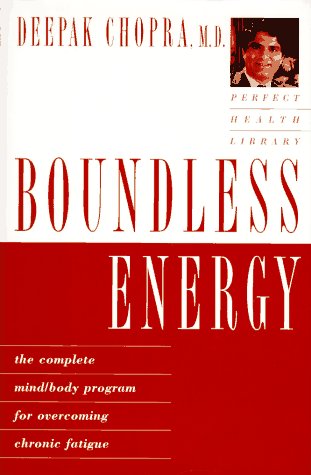 DEEPAK CHOPRA, M.D.
PERFECT
HEALTH
LIBRARY
BOUNDLESS
ENERGY
the complete
mind/body program
for overcoming
chronic fatigue